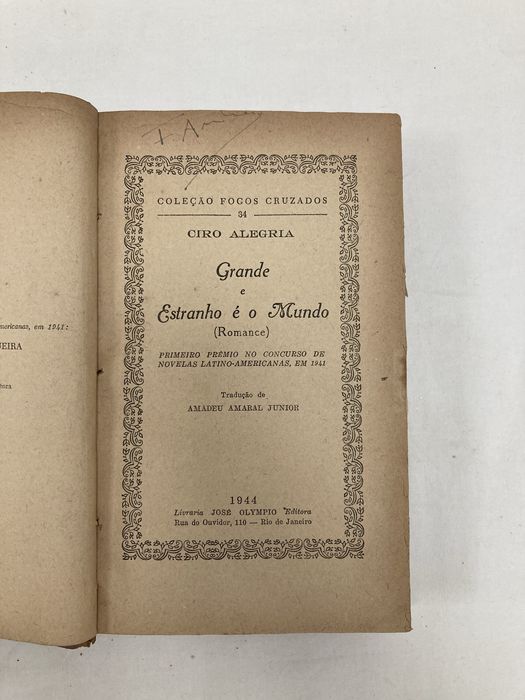 mericanas, em 1941:
UEIRA
tora
COLEÇÃO FOGOS CRUZADOS
34
CIRO ALEGRIA
Grande
e
Estranho é o Mundo
(Romance)
PRIMEIRO PRÊMIO NO CONCURSO DE
NOVELAS LATINO-AMERICANAS, EM 1941
Tradução de
AMADEU AMARAL JUNIOR
1944
Livraria JOSÉ OLYMPIO Editora
Rua do Ouvidor, 110 — Rio de Janeiro